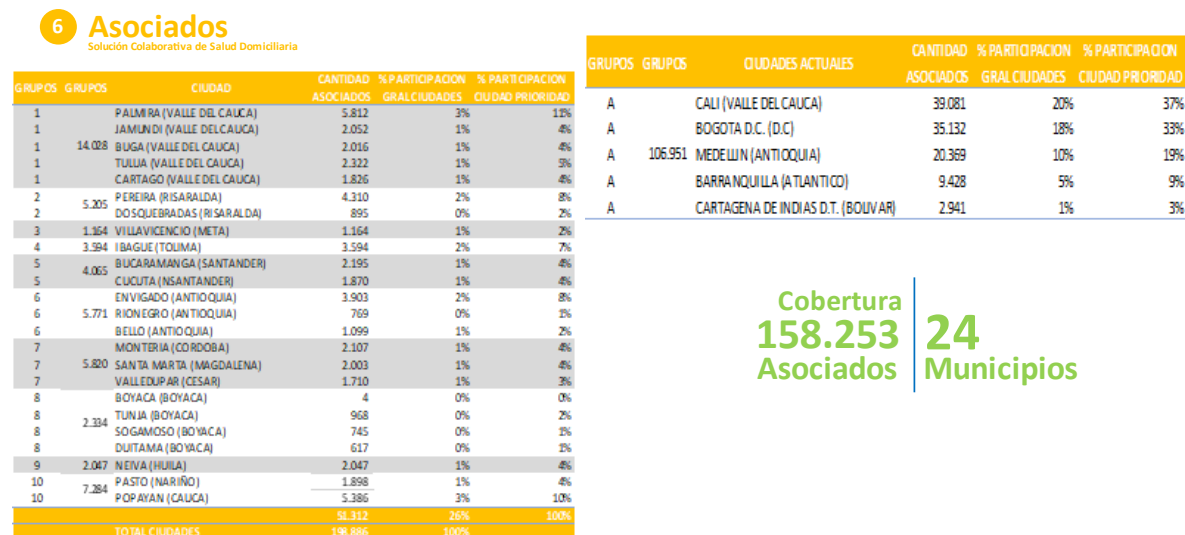 6 Asociados
Solución Colaborativa de Salud Domiciliaria
GRUPOS GRUPOS CIUDAD CANTIDAD ASOCIADOS % PARTICIPACION GRAL CIUDADES % PARTICIPACION CIUDAD PRIORIDAD
1 PALMIRA (VALLE DEL CAUCA) 5.812 3% 11%
1 JAMUNDI (VALLE DEL CAUCA) 2.052 1% 4%
1 14.028 BUGA (VALLE DEL CAUCA) 2.016 1% 4%
1 TULUA (VALLE DEL CAUCA) 2.322 1% 5%
1 CARTAGO (VALLE DEL CAUCA) 1.826 1% 4%
2 5.205 PEREIRA (RISARALDA) 4.310 2% 8%
2 DOSQUEBRADAS (RISARALDA) 895 0% 2%
3 1.164 VILLAVICENCIO (META) 1.164 1% 2%
4 3.594 IBAGUE (TOLIMA) 3.594 2% 7%
5 4.065 BUCARAMANGA (SANTANDER) 2.195 1% 4%
5 CUCUTA (NSANTANDER) 1.870 1% 4%
6 ENVIGADO (ANTIOQUIA) 3.903 2% 8%
6 5.771 RIONEGRO (ANTIOQUIA) 769 0% 1%
6 BELLO (ANTIOQUIA) 1.099 1% 2%
7 MONTERIA (CORDOBA) 2.107 1% 4%
7 5.820 SANTA MARTA (MAGDALENA) 2.003 1% 4%
7 VALLEDUPAR (CESAR) 1.710 1% 3%
8 BOYACA (BOYACA) 4 0% 0%
8 2.334 TUNJA (BOYACA) 968 0% 2%
8 SOGAMOSO (BOYACA) 745 0% 1%
8 DUITAMA (BOYACA) 617 0% 1%
9 2.047 NEIVA (HUILA) 2.047 1% 4%
10 7.284 PASTO (NARIÑO) 1.898 1% 4%
10 POPAYAN (CAUCA) 5.386 3% 10%
51.312 26% 100%
TOTAL CIUDADES 198.886 100%
GRUPOS GRUPOS CIUDADES ACTUALES CANTIDAD ASOCIADOS % PARTICIPACION GRAL CIUDADES % PARTICIPACION CIUDAD PRIORIDAD
A CALI (VALLE DEL CAUCA) 39.081 20% 37%
A BOGOTA D.C. (D.C) 35.132 18% 33%
A 106.951 MEDELLIN (ANTIOQUIA) 20.369 10% 19%
A BARRANQUILLA (ATLANTICO) 9.428 5% 9%
A CARTAGENA DE INDIAS D.T. (BOLIVAR) 2.941 1% 3%
Cobertura
158.253
Asociados
24
Municipios